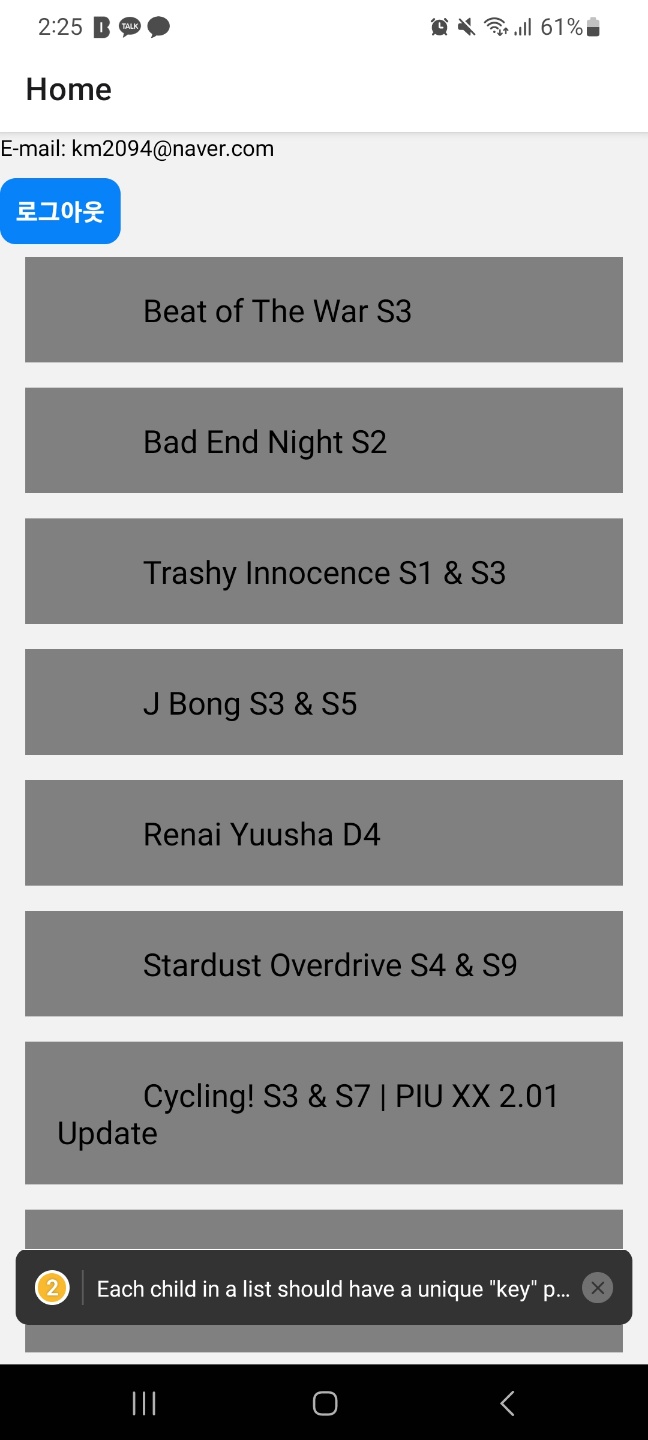 2:25 TALK 61%
Home
E-mail: km2094@naver.com
로그아웃
Beat of The War S3
Bad End Night S2
Trashy Innocence S1 & S3
J Bong S3 & S5
Renai Yuusha D4
Stardust Overdrive S4 & S9
Cycling! S3 & S7 | PIU XX 2.01
Update
2 Each child in a list should have a unique "key" p...